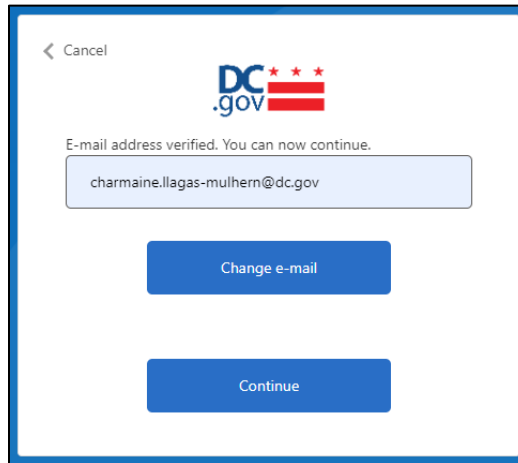 Cancel
DC
.gov
E-mail address verified. You can now continue.
charmaine.llagas-mulhern@dc.gov
Change e-mail
Continue